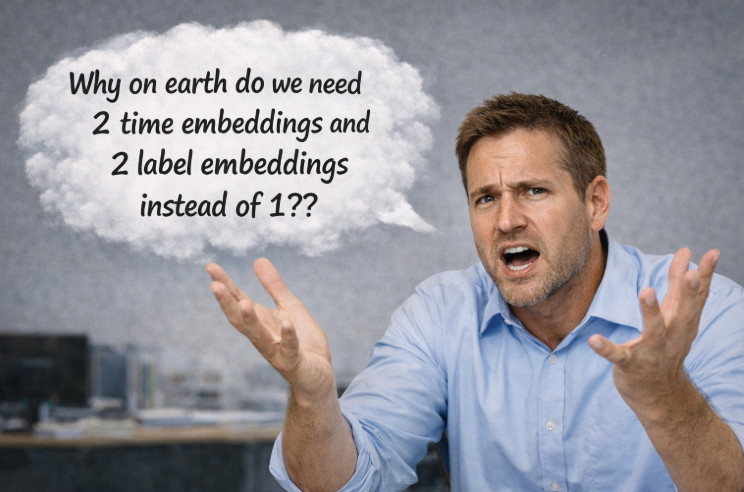 Why on earth do we need
2 time embeddings and
2 label embeddings
instead of 1??